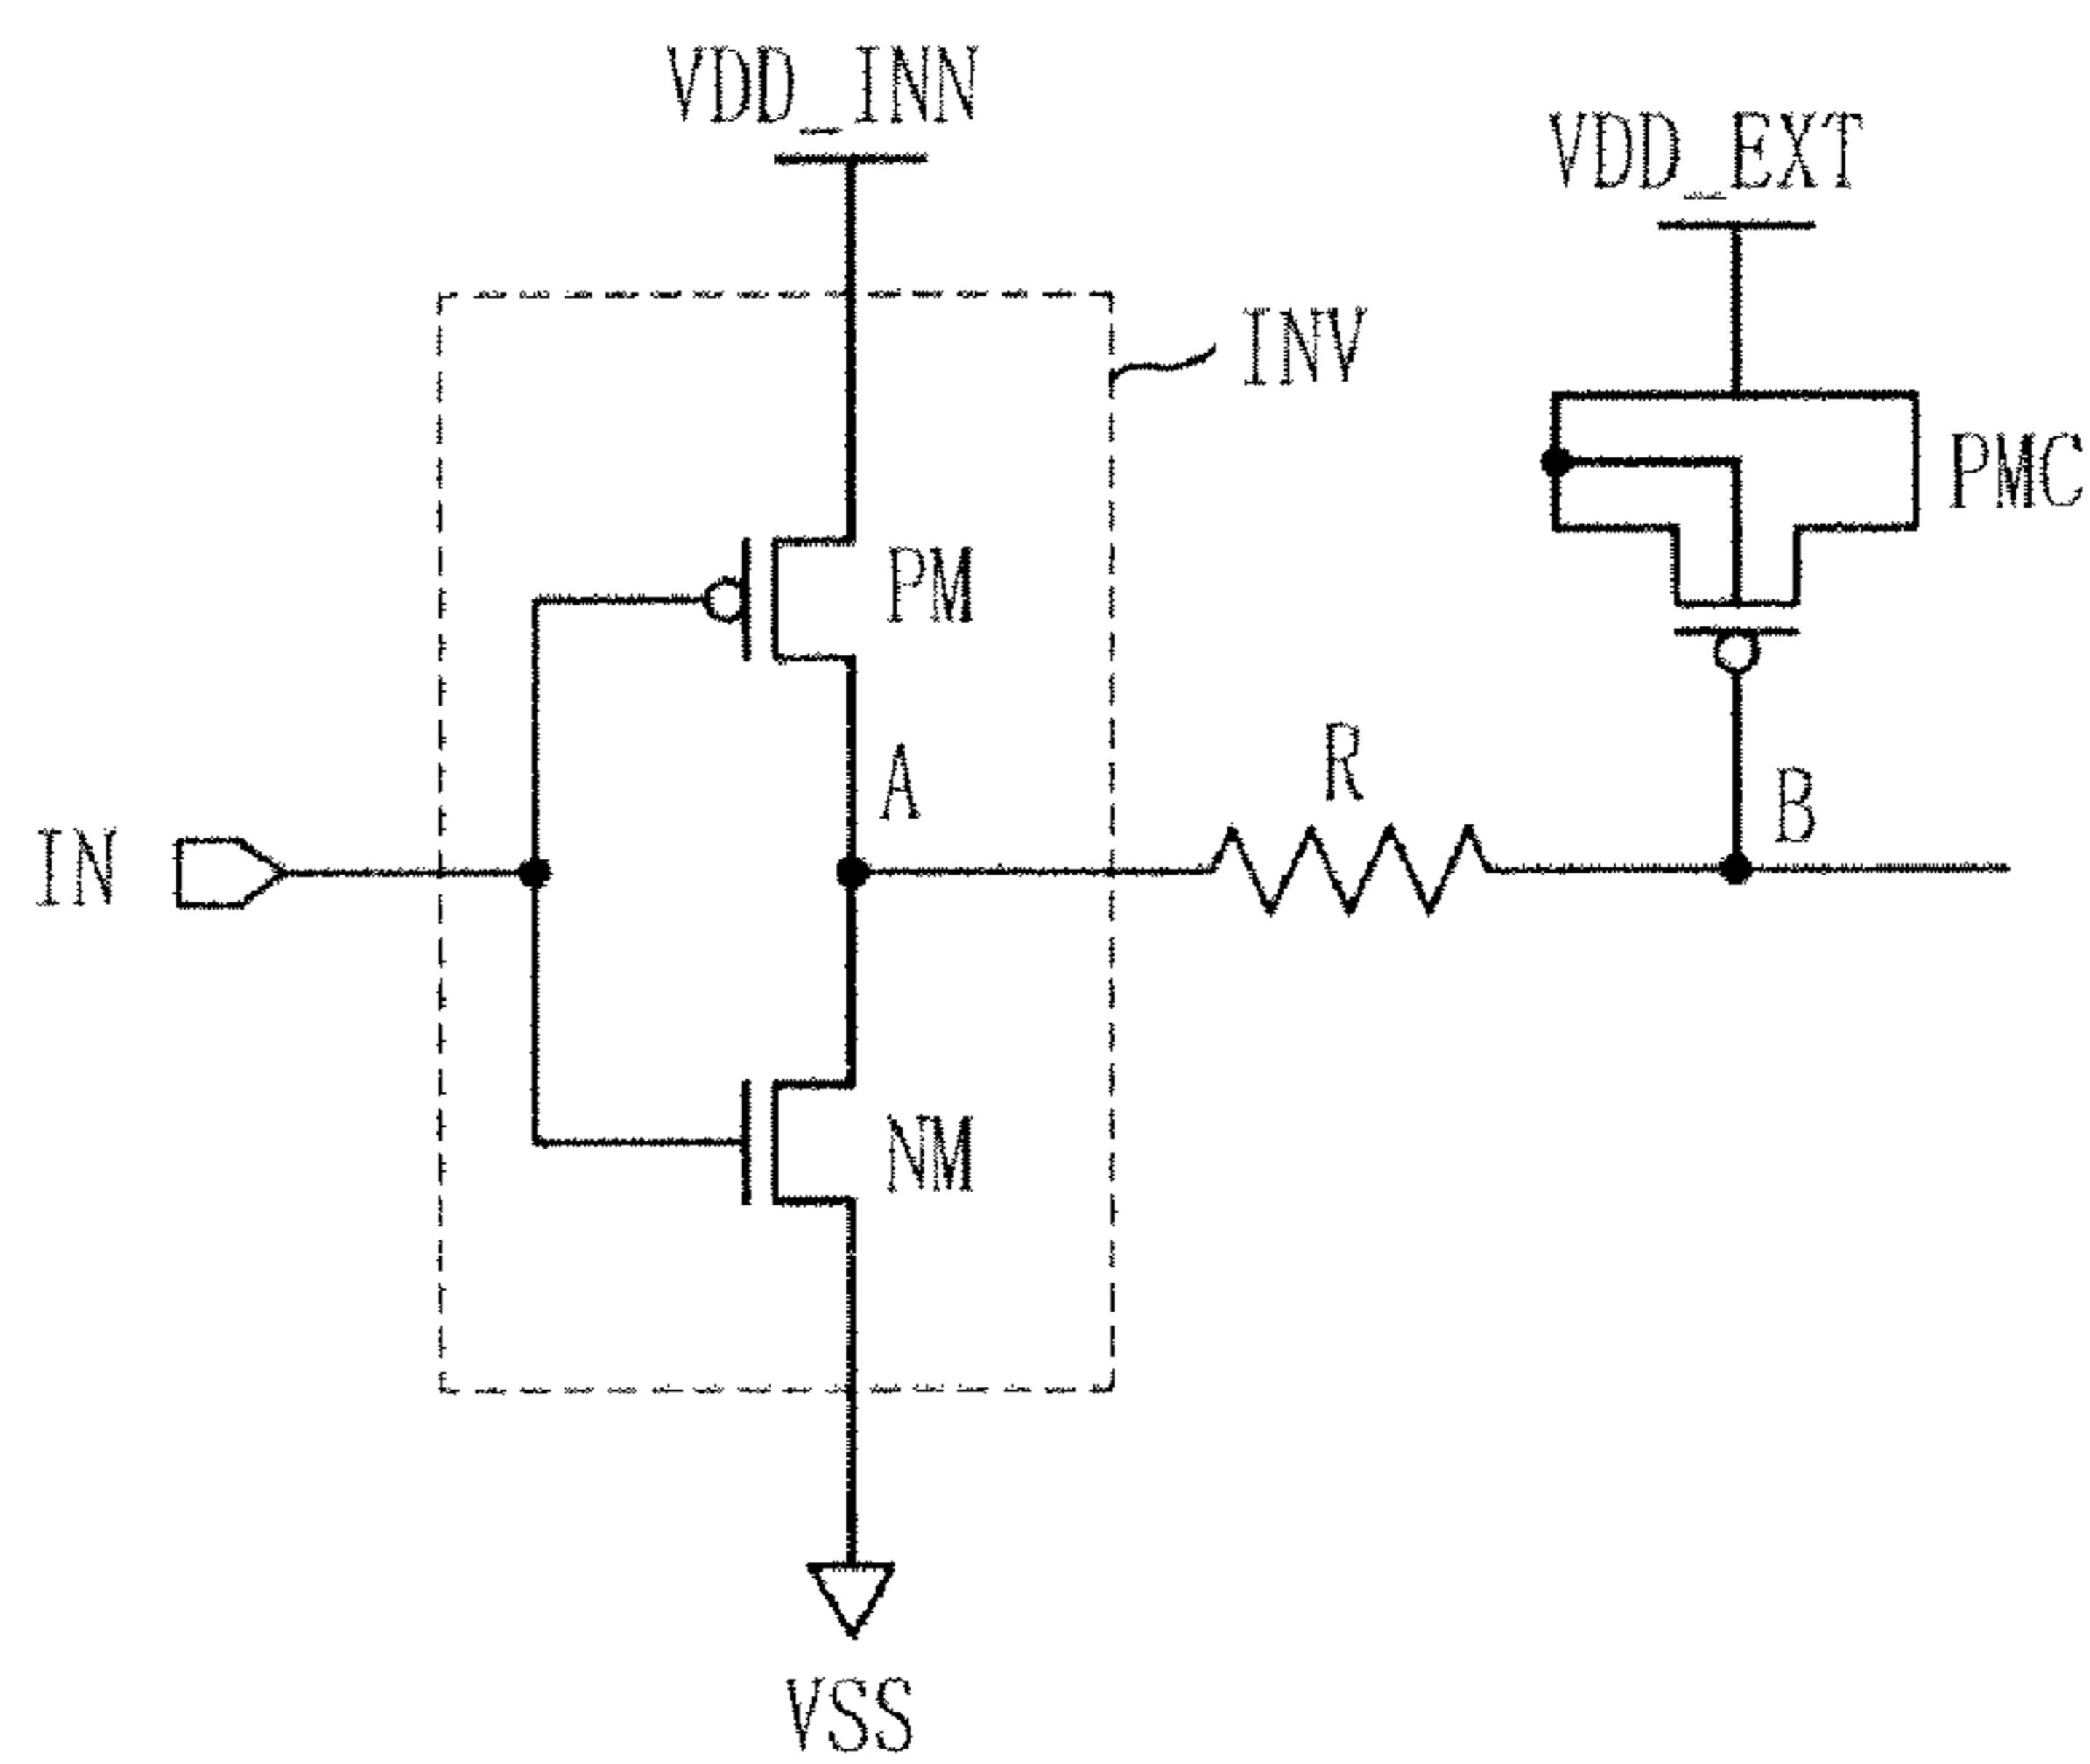 VDD_INN
VDD_EXT
INV
PMC
PM
R
A
B
IN
NM
VSS